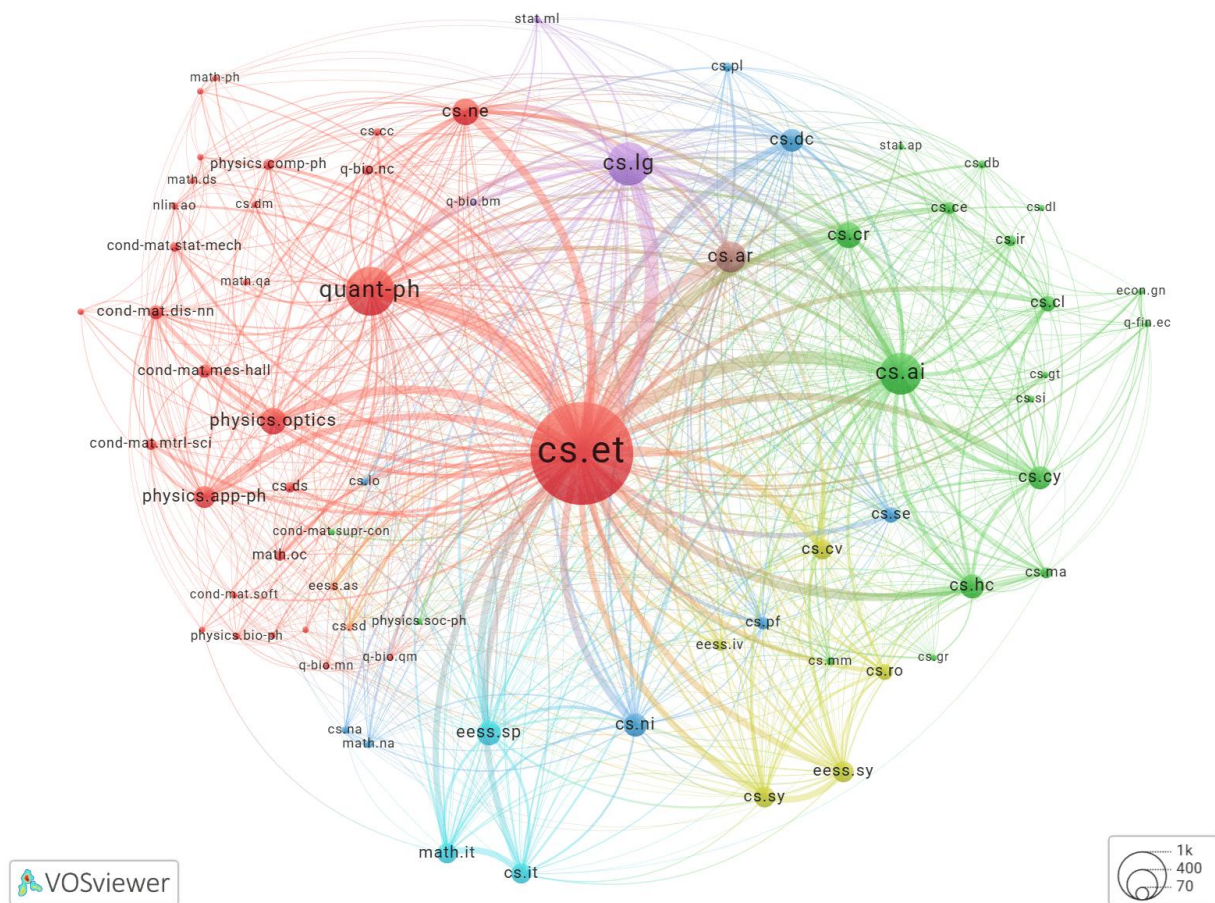 stat.ml
cs.pl
math-ph
cs.ne
cs.cc
cs.dc
stat.ap
physics.comp-ph
cs.lg
cs.db
q-bio.nc
math.ds
q-bio.bm
nlin.ao
cs.dm
cs.ce
cs.dl
cs.cr
cs.ir
cond-mat.stat-mech
cs.ar
math.qa
quant-ph
econ.gn
cs.cl
cond-mat.dis-nn
q-fin.ec
cond-mat.mes-hall
cs.ai
cs.gt
cs.si
physics.optics
cond-mat.mtrl-sci
cs.et
cs.lo
cs.ds
cs.cy
physics.app-ph
cs.se
cond-mat.supr-con
math.oc
cs.cv
cs.ma
eess.as
cs.hc
cond-mat.soft
cs.sd
physics.soc-ph
cs.pf
physics.bio-ph
eess.iv
q-bio.mn
q-bio.qm
cs.mm
cs.gr
cs.ro
cs.na
math.na
eess.sp
cs.ni
eess.sy
cs.sy
math.it
cs.it
VOSviewer
1k
400
70